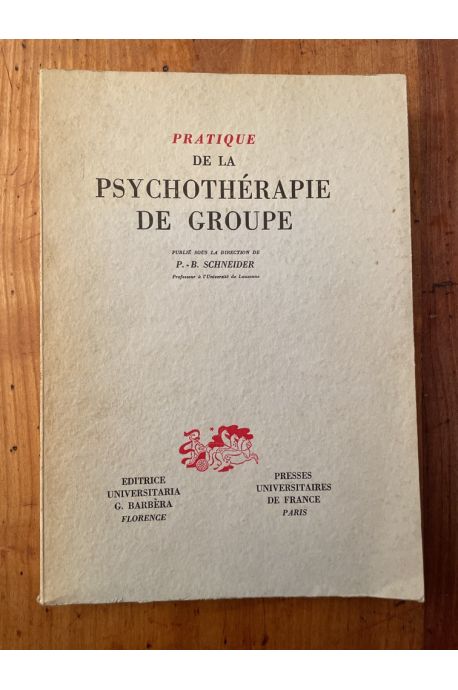 PRATIQUE
DE LA
PSYCHOTHÉRAPIE
DE GROUPE
PUBLIÉ SOUS LA DIRECTION DE
P.-B. SCHNEIDER
Professeur à l'Université de Lausanne
EDITRICE
UNIVERSITARIA
G. BARBÈRA
FLORENCE
PRESSES
UNIVERSITAIRES
DE FRANCE
PARIS